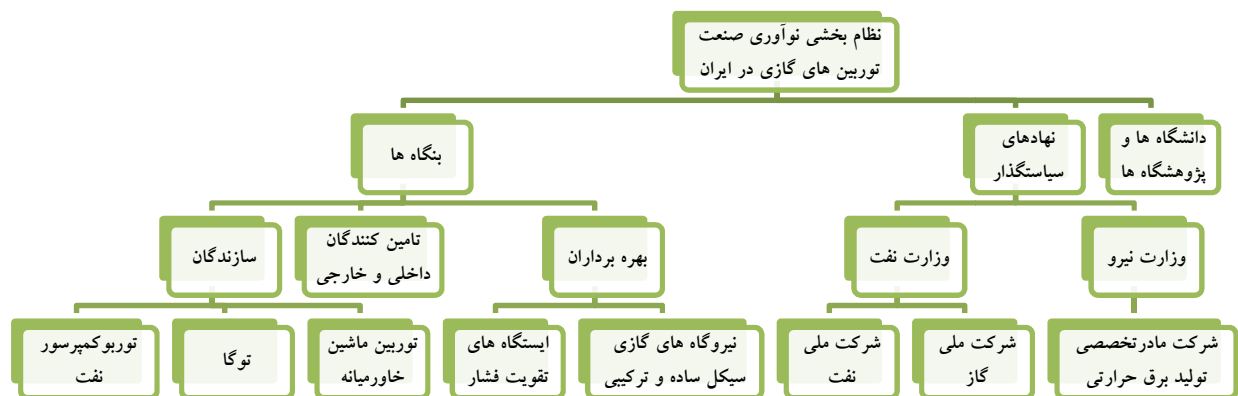 نظام بخشی نوآوری صنعت
توربین های گازی در ایران
دانشگاه ها و
پژوهشگاه ها
نهادهای
سیاستگذار
بنگاه ها
وزارت نیرو
وزارت نفت
بهره برداران
تامین کنندگان
داخلی و خارجی
سازندگان
شرکت مادرتخصصی
تولید برق حرارتی
شرکت ملی
گاز
شرکت ملی
نفت
نیروگاه های گازی
سیکل ساده و ترکیبی
ایستگاه های
تقویت فشار
توربین ماشین
خاورمیانه
توگا
توربوکمپرسور
نفت